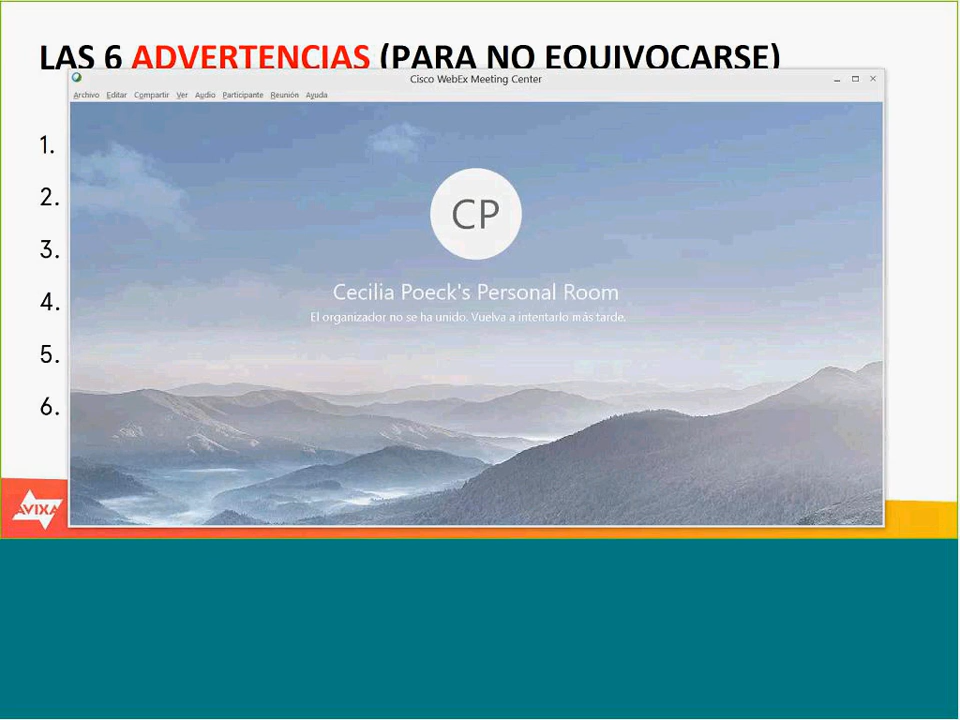 LAS 6 ADVERTENCIAS (PARA NO EQUIVOCARSE)
Cisco WebEx Meeting Center
Archivo Editar Compartir Ver Audio Participante Reunión Ayuda
1.
2.
3.
4.
5.
6.
CP
Cecilia Poeck's Personal Room
El organizador no se ha unido. Vuelva a intentarlo más tarde.
AVIXA